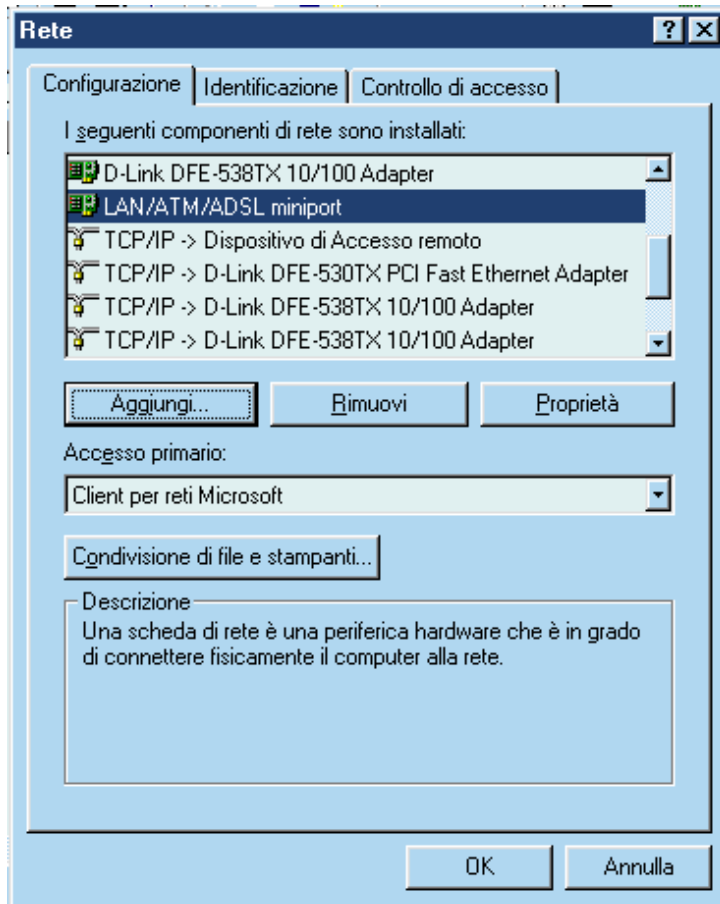 Rete
Configurazione Identificazione Controllo di accesso
I seguenti componenti di rete sono installati:
D-Link DFE-538TX 10/100 Adapter
LAN/ATM/ADSL miniport
TCP/IP -> Dispositivo di Accesso remoto
TCP/IP -> D-Link DFE-530TX PCI Fast Ethernet Adapter
TCP/IP -> D-Link DFE-538TX 10/100 Adapter
TCP/IP -> D-Link DFE-538TX 10/100 Adapter
Aggiungi... Rimuovi Proprietà
Accesso primario:
Client per reti Microsoft
Condivisione di file e stampanti...
Descrizione
Una scheda di rete è una periferica hardware che è in grado
di connettere fisicamente il computer alla rete.
OK Annulla